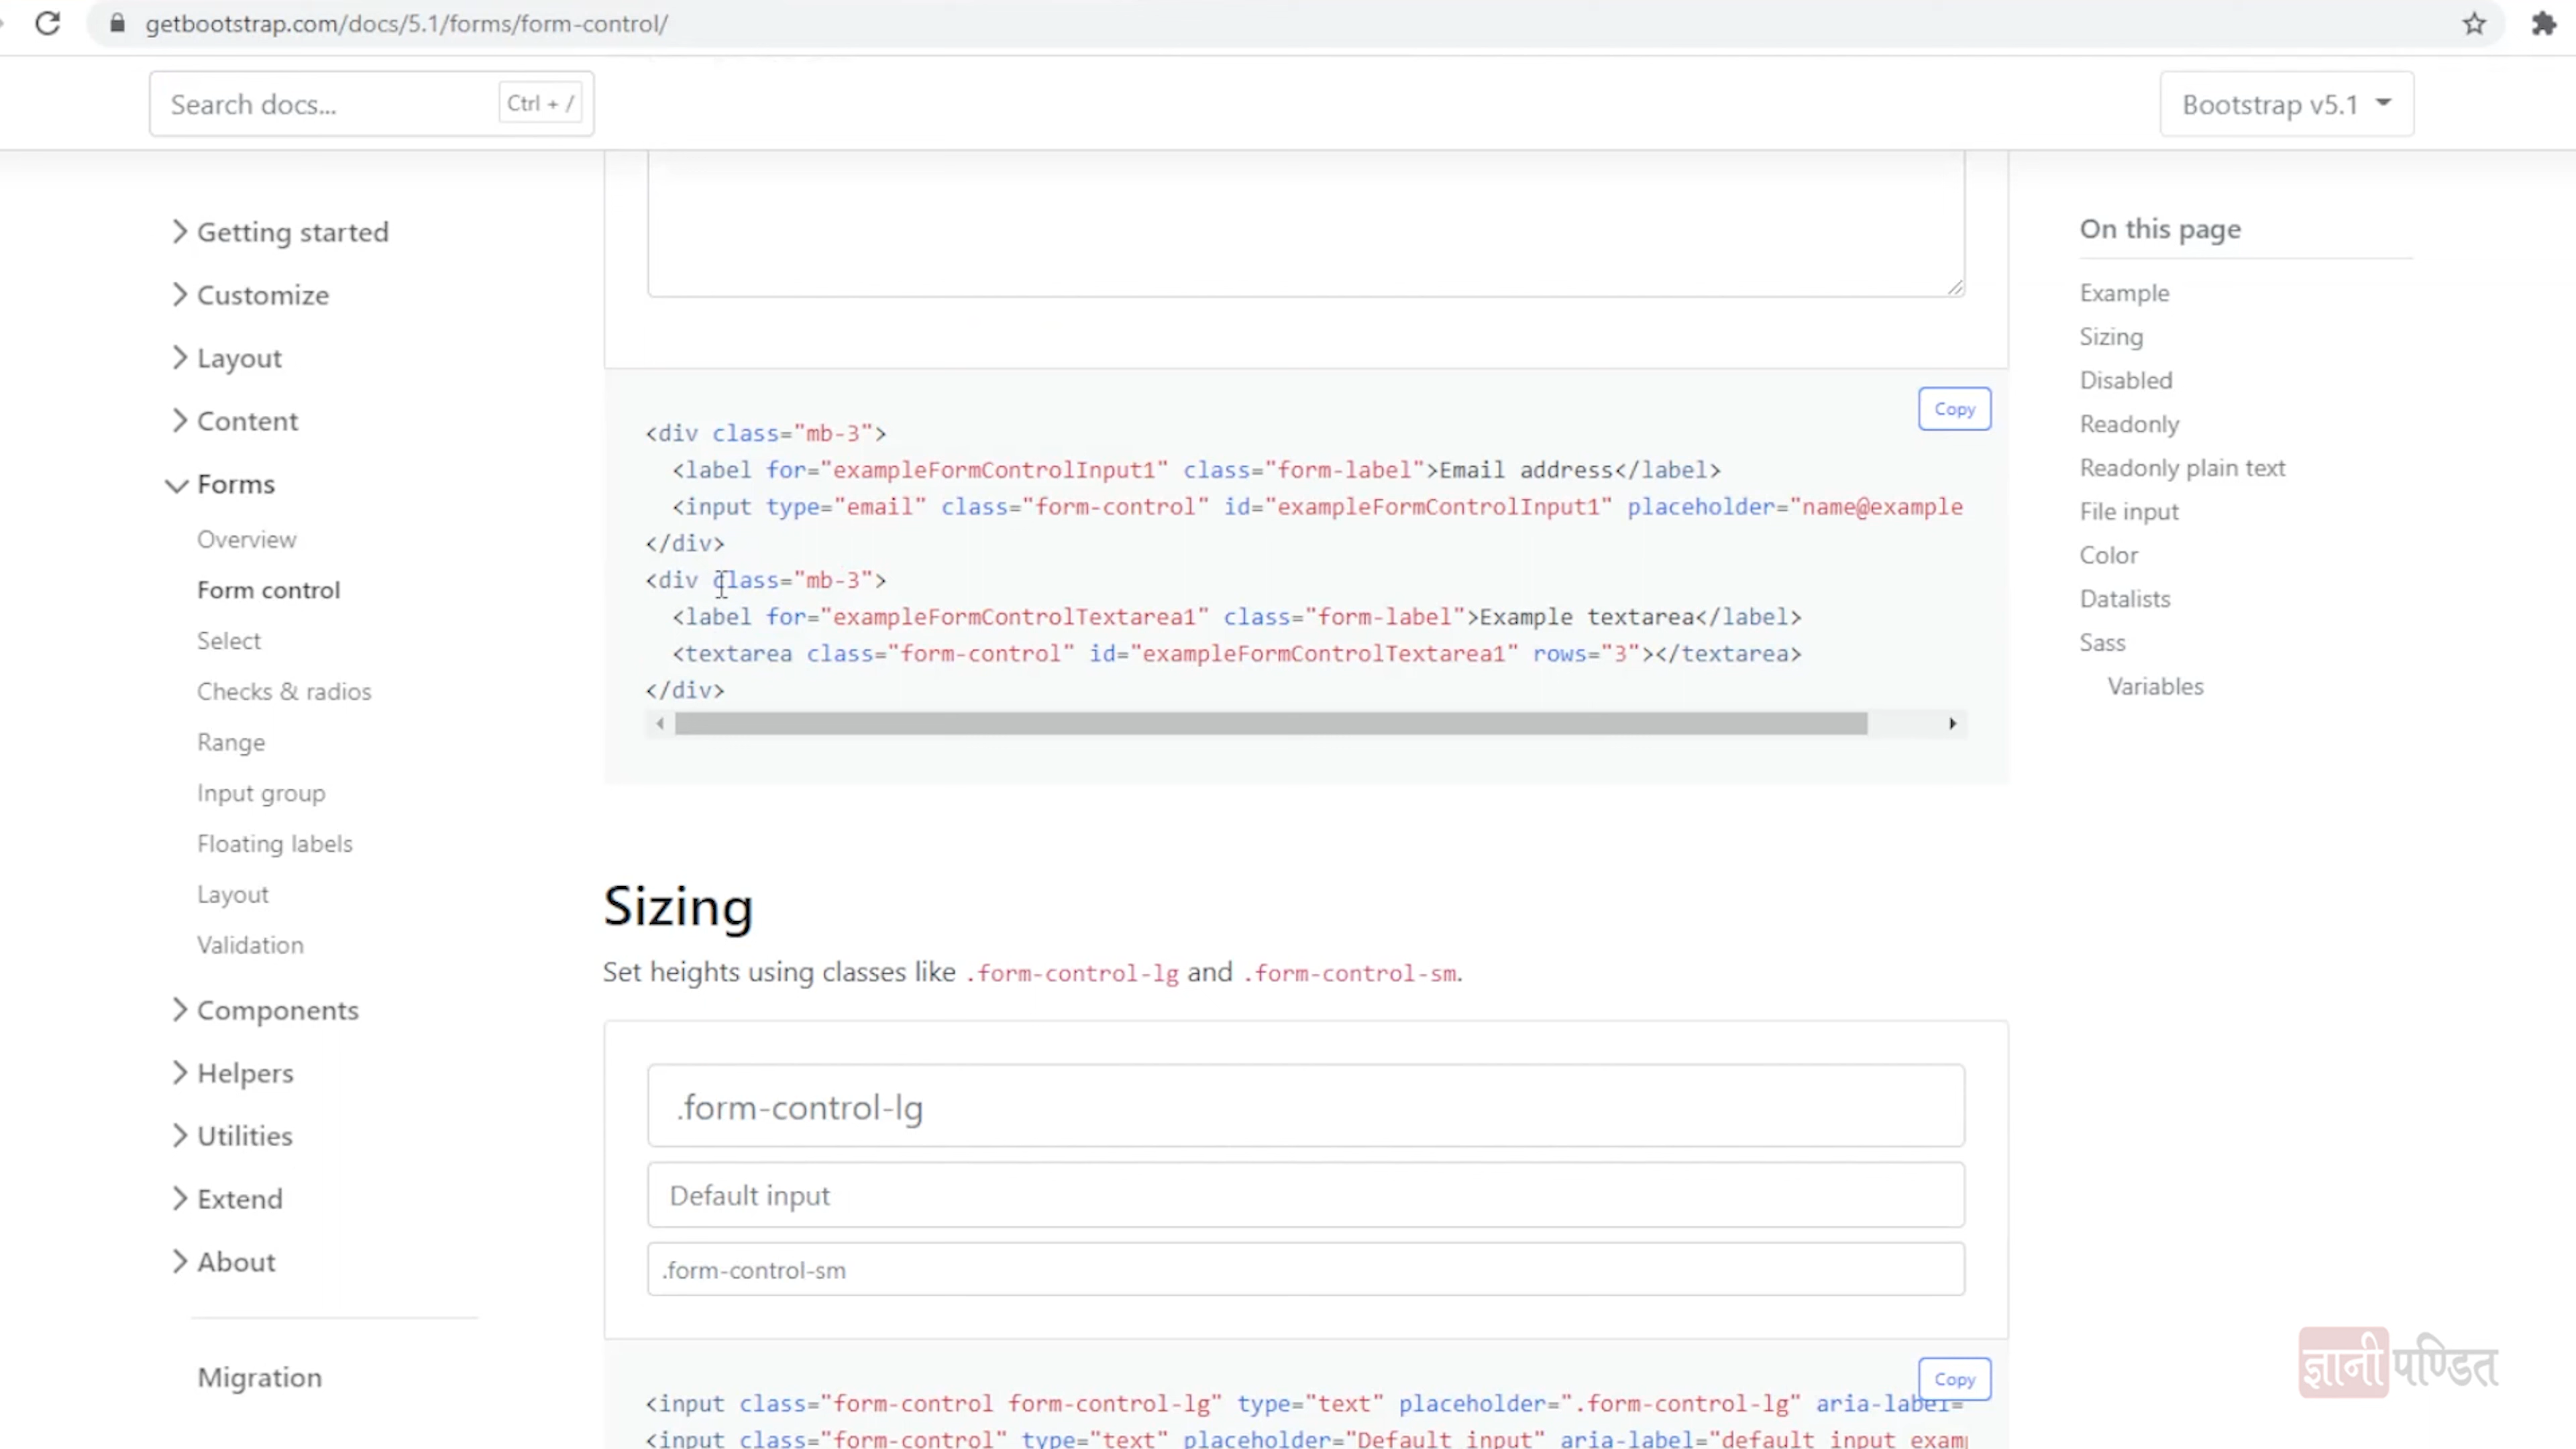 getbootstrap.com/docs/5.1/forms/form-control/
Search docs...
Ctrl + /
Bootstrap v5.1
Getting started
Customize
Layout
Content
Forms
Overview
Form control
Select
Checks & radios
Range
Input group
Floating labels
Layout
Validation
Components
Helpers
Utilities
Extend
About
Migration
Copy
<div class="mb-3">
<label for="exampleFormControlInput1" class="form-label">Email address</label>
<input type="email" class="form-control" id="exampleFormControlInput1" placeholder="name@example
</div>
<div class="mb-3">
<label for="exampleFormControlTextarea1" class="form-label">Example textarea</label>
<textarea class="form-control" id="exampleFormControlTextarea1" rows="3"></textarea>
</div>
Sizing
Set heights using classes like .form-control-lg and .form-control-sm.
.form-control-lg
Default input
.form-control-sm
Copy
<input class="form-control form-control-lg" type="text" placeholder=".form-control-lg" aria-label=
<input class="form-control" type="text" placeholder="Default input" aria-label="default input exam
On this page
Example
Sizing
Disabled
Readonly
Readonly plain text
File input
Color
Datalists
Sass
Variables
ज्ञानी पण्डित